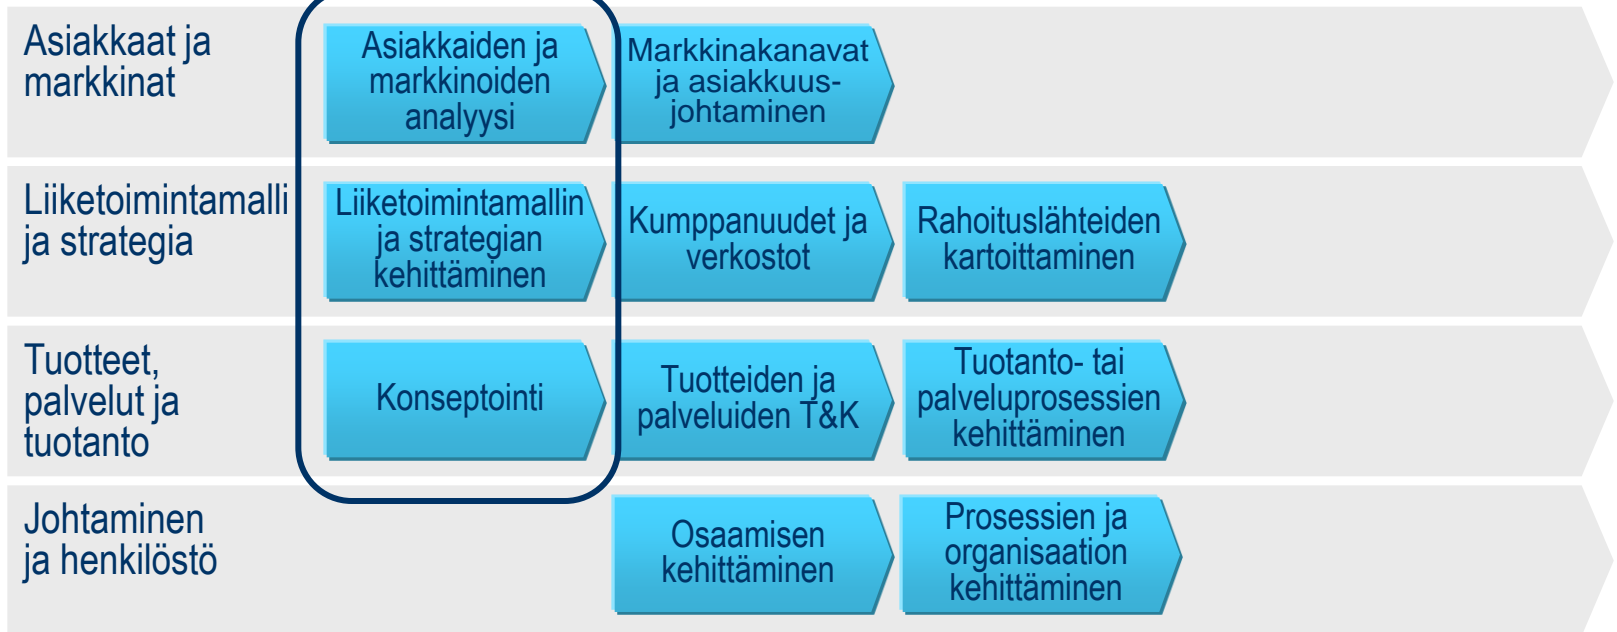 Asiakkaat ja
markkinat
Asiakkaiden ja
markkinoiden
analyysi
Markkinakanavat
ja asiakkuus-
johtaminen
Liiketoimintamalli
ja strategia
Liiketoimintamallin
ja strategian
kehittäminen
Kumppanuudet ja
verkostot
Rahoituslähteiden
kartoittaminen
Tuotteet,
palvelut ja
tuotanto
Konseptointi
Tuotteiden ja
palveluiden T&K
Tuotanto- tai
palveluprosessien
kehittäminen
Johtaminen
ja henkilöstö
Osaamisen
kehittäminen
Prosessien ja
organisaation
kehittäminen